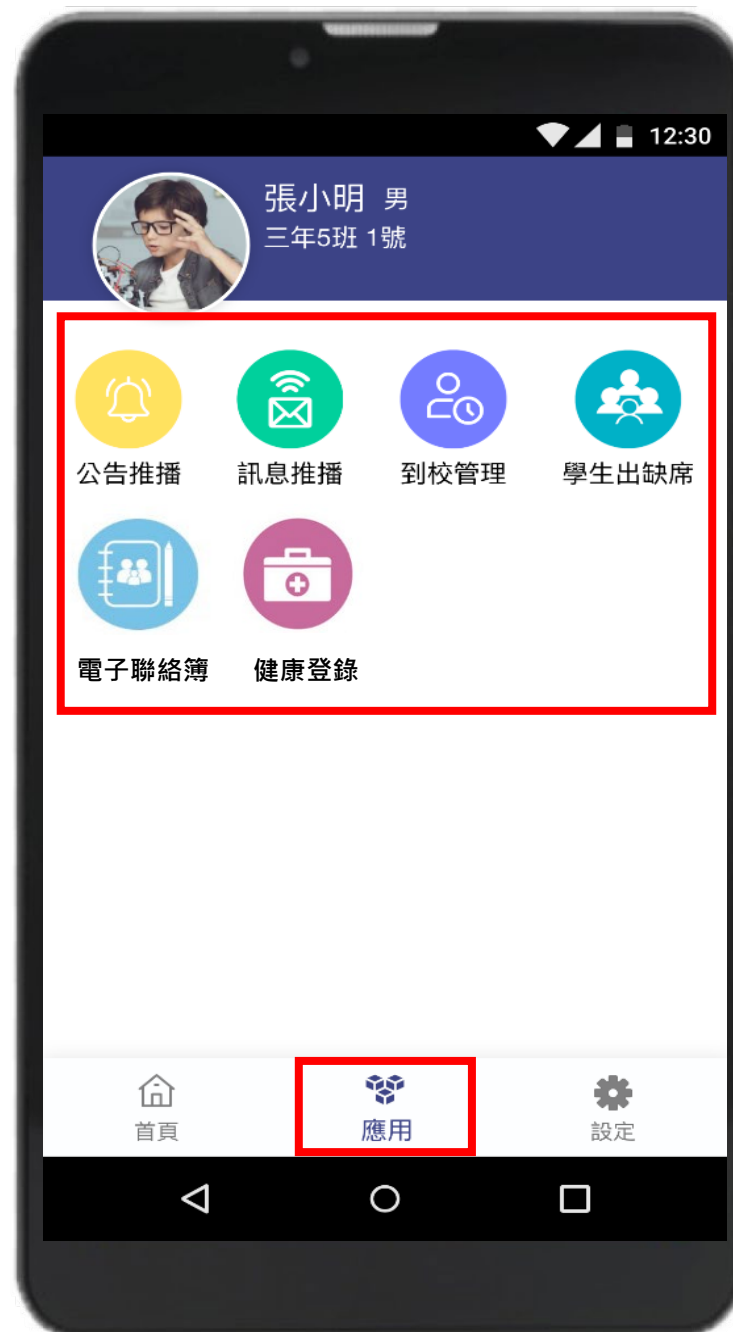 12:30
張小明 男
三年5班 1號
公告推播 訊息推播 到校管理 學生出缺席
電子聯絡簿 健康登錄
首頁 應用 設定